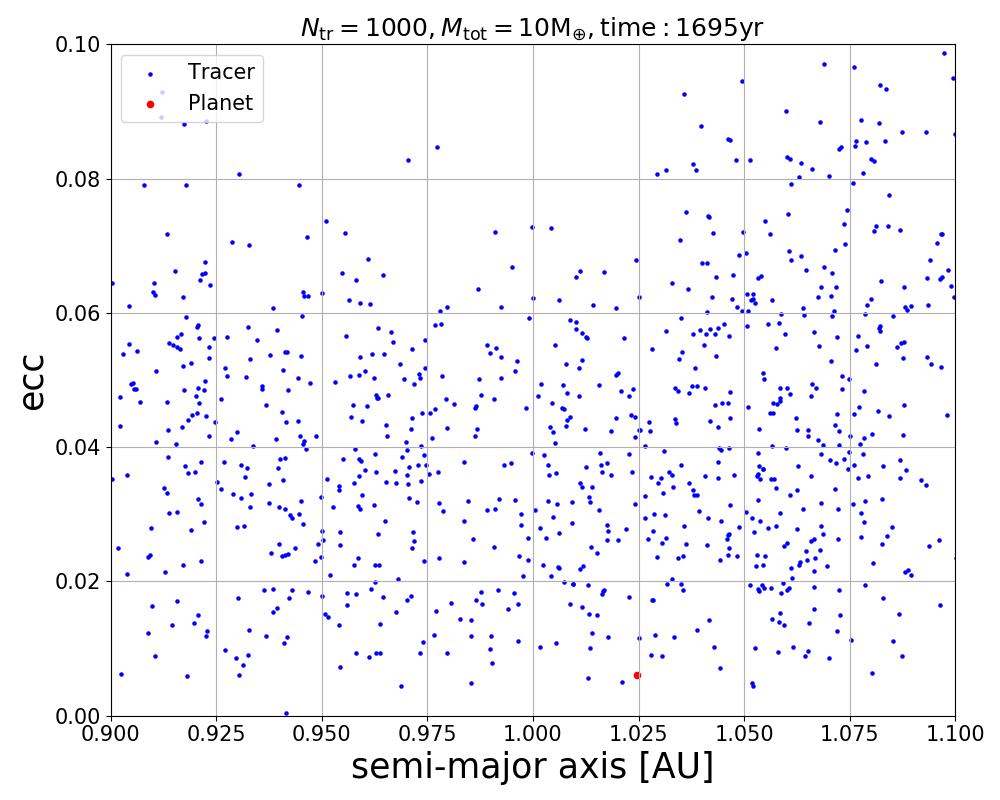 N_tr = 1000, M_tot = 10M_⊕, time : 1695yr
Tracer
Planet
ecc
0.10
0.08
0.06
0.04
0.02
0.00
0.900 0.925 0.950 0.975 1.000 1.025 1.050 1.075 1.100
semi-major axis [AU]